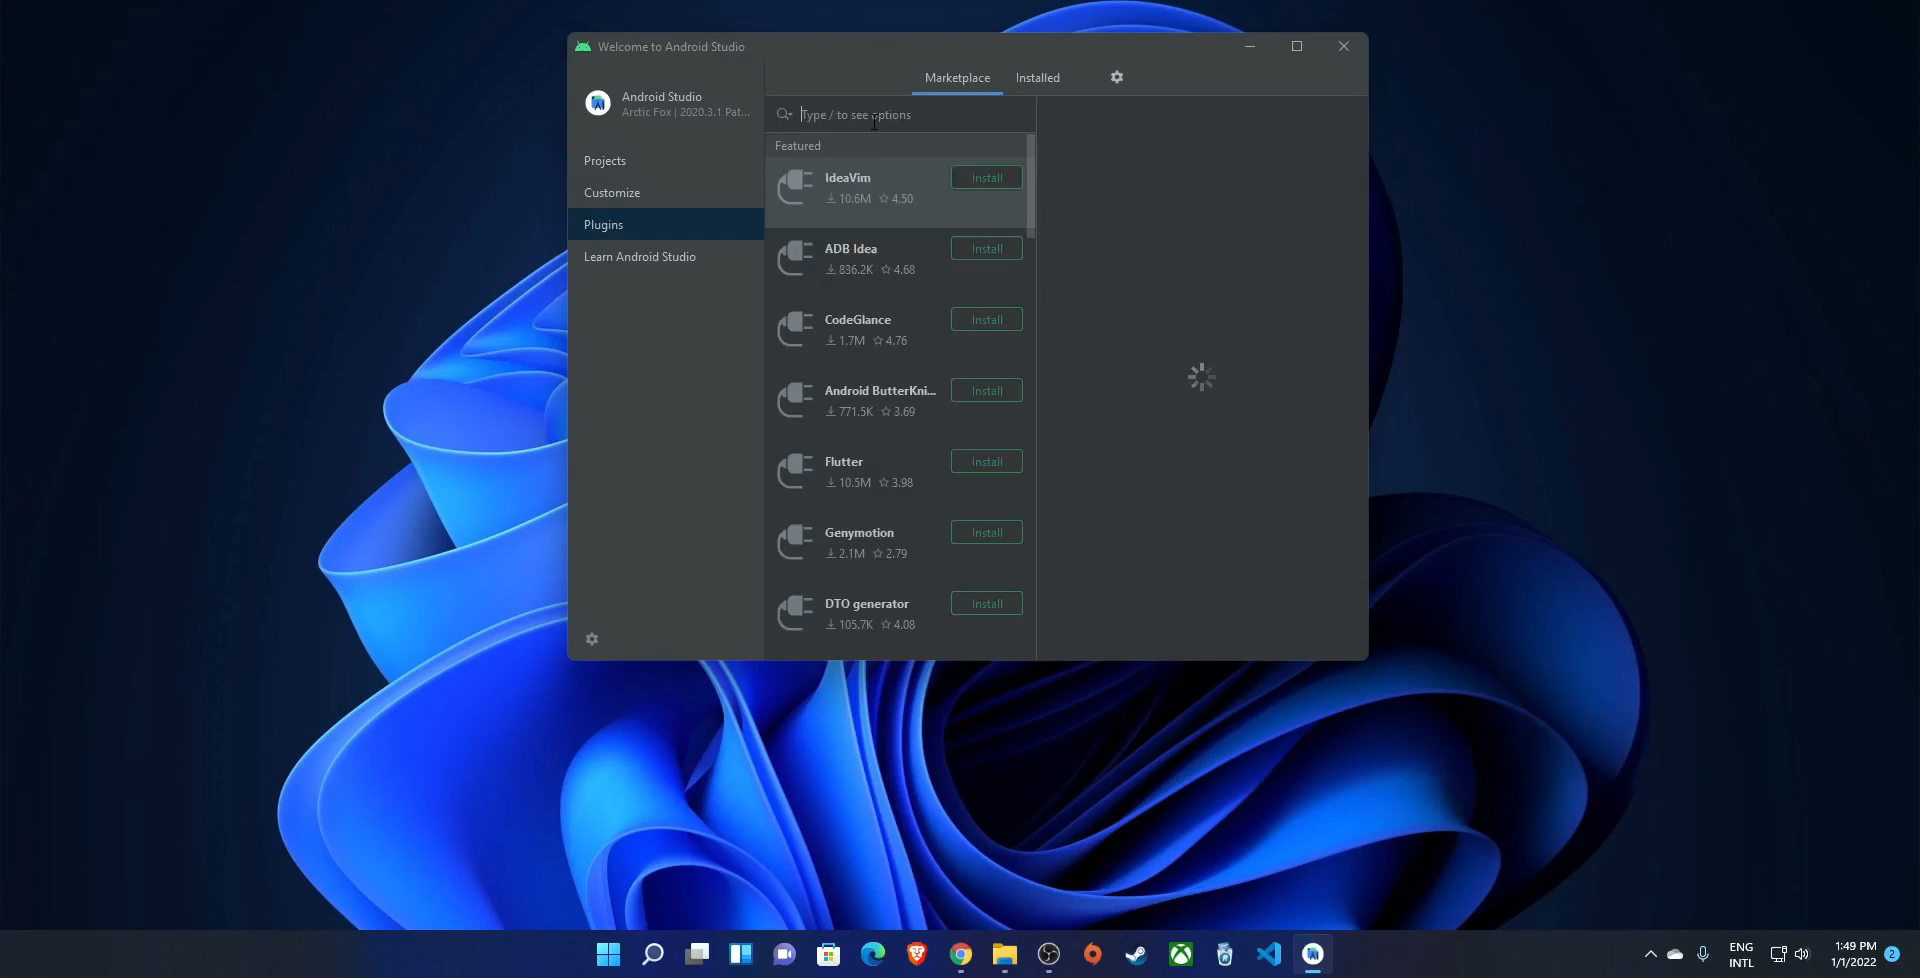 Welcome to Android Studio
Android Studio
Arctic Fox | 2020.3.1 Pat...
Projects
Customize
Plugins
Learn Android Studio
Marketplace
Installed
Type / to see options
Featured
IdeaVim
Install
10.6M 4.50
ADB Idea
Install
836.2K 4.68
CodeGlance
Install
1.7M 4.76
Android ButterKni...
Install
771.5K 3.69
Flutter
Install
10.5M 3.98
Genymotion
Install
2.1M 2.79
DTO generator
Install
105.7K 4.08
ENG
INTL
1:49 PM
1/1/2022
2